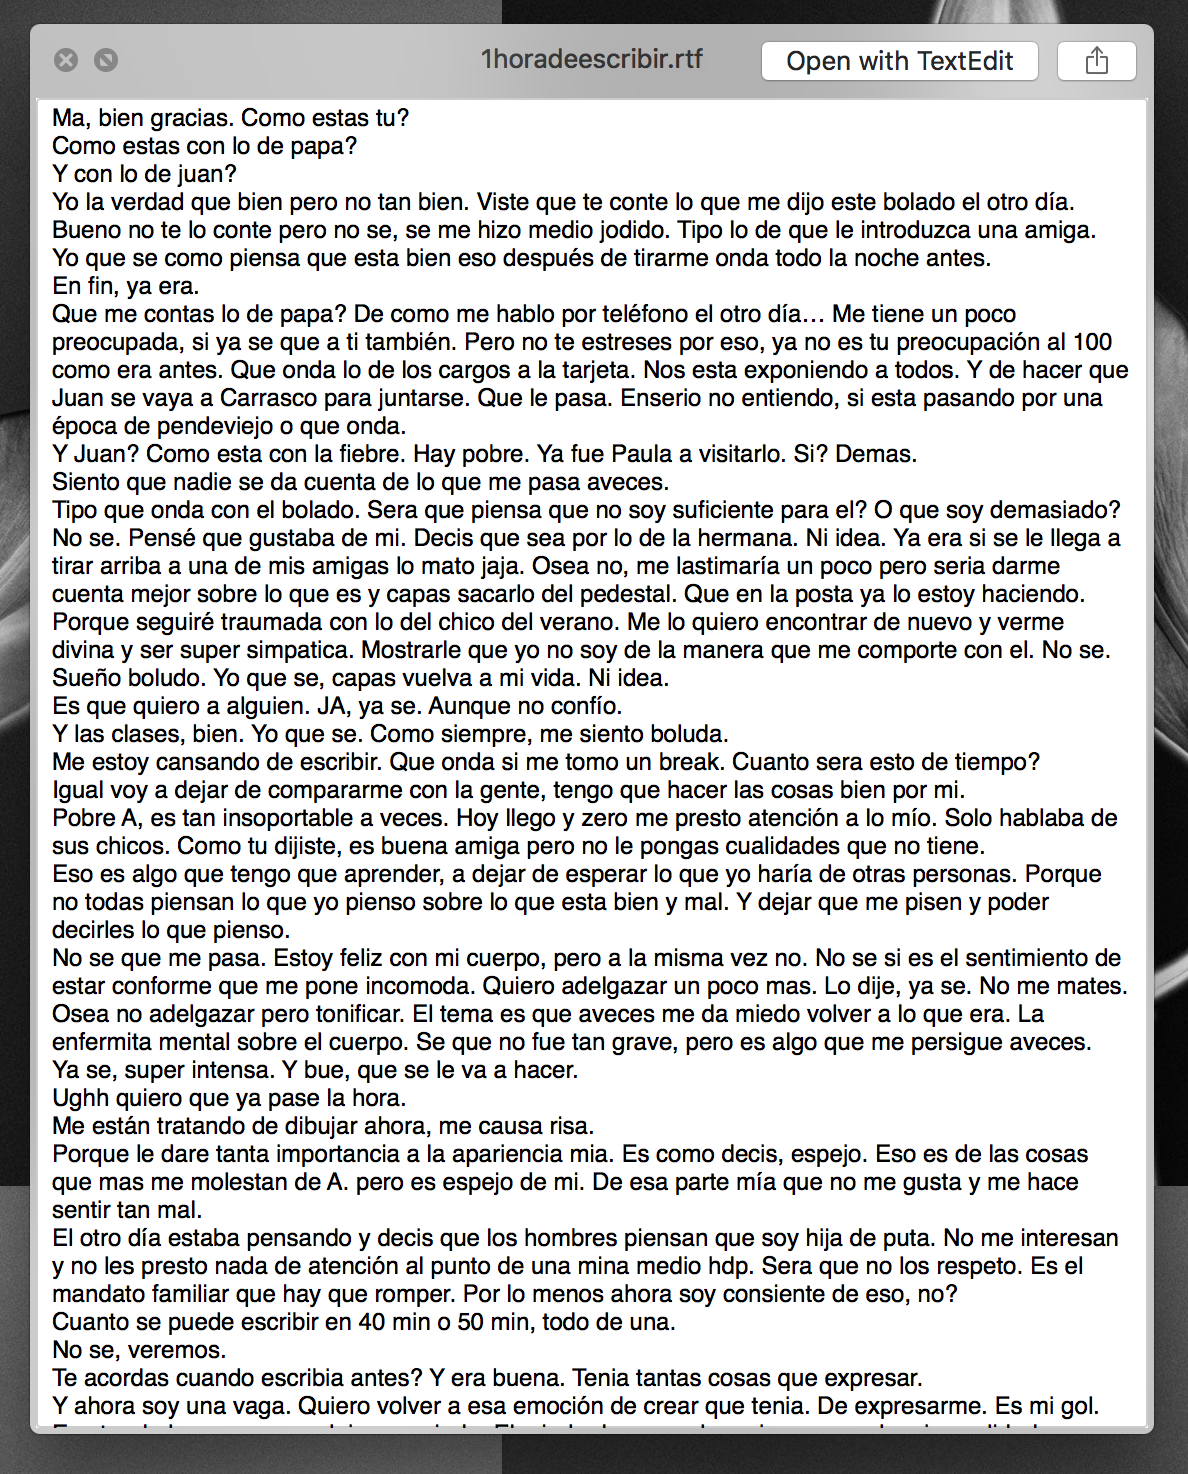 1horadeescribir.rtf
Open with TextEdit
Ma, bien gracias. Como estas tu?
Como estas con lo de papa?
Y con lo de juan?
Yo la verdad que bien pero no tan bien. Viste que te conte lo que me dijo este bolado el otro día.
Bueno no te lo conte pero no se, se me hizo medio jodido. Tipo lo de que le introduzca una amiga.
Yo que se como piensa que esta bien eso después de tirarme onda todo la noche antes.
En fin, ya era.
Que me contas lo de papa? De como me hablo por teléfono el otro día… Me tiene un poco
preocupada, si ya se que a ti también. Pero no te estreses por eso, ya no es tu preocupación al 100
como era antes. Que onda lo de los cargos a la tarjeta. Nos esta exponiendo a todos. Y de hacer que
Juan se vaya a Carrasco para juntarse. Que le pasa. Enserio no entiendo, si esta pasando por una
época de pendeviejo o que onda.
Y Juan? Como esta con la fiebre. Hay pobre. Ya fue Paula a visitarlo. Si? Demas.
Siento que nadie se da cuenta de lo que me pasa aveces.
Tipo que onda con el bolado. Sera que piensa que no soy suficiente para el? O que soy demasiado?
No se. Pensé que gustaba de mi. Decis que sea por lo de la hermana. Ni idea. Ya era si se le llega a
tirar arriba a una de mis amigas lo mato jaja. Osea no, me lastimaría un poco pero seria darme
cuenta mejor sobre lo que es y capas sacarlo del pedestal. Que en la posta ya lo estoy haciendo.
Porque seguiré traumada con lo del chico del verano. Me lo quiero encontrar de nuevo y verme
divina y ser super simpatica. Mostrarle que yo no soy de la manera que me comporte con el. No se.
Sueño boludo. Yo que se, capas vuelva a mi vida. Ni idea.
Es que quiero a alguien. JA, ya se. Aunque no confío.
Y las clases, bien. Yo que se. Como siempre, me siento boluda.
Me estoy cansando de escribir. Que onda si me tomo un break. Cuanto sera esto de tiempo?
Igual voy a dejar de compararme con la gente, tengo que hacer las cosas bien por mi.
Pobre A, es tan insoportable a veces. Hoy llego y zero me presto atención a lo mío. Solo hablaba de
sus chicos. Como tu dijiste, es buena amiga pero no le pongas cualidades que no tiene.
Eso es algo que tengo que aprender, a dejar de esperar lo que yo haría de otras personas. Porque
no todas piensan lo que yo pienso sobre lo que esta bien y mal. Y dejar que me pisen y poder
decirles lo que pienso.
No se que me pasa. Estoy feliz con mi cuerpo, pero a la misma vez no. No se si es el sentimiento de
estar conforme que me pone incomoda. Quiero adelgazar un poco mas. Lo dije, ya se. No me mates.
Osea no adelgazar pero tonificar. El tema es que aveces me da miedo volver a lo que era. La
enfermita mental sobre el cuerpo. Se que no fue tan grave, pero es algo que me persigue aveces.
Ya se, super intensa. Y bue, que se le va a hacer.
Ughh quiero que ya pase la hora.
Me están tratando de dibujar ahora, me causa risa.
Porque le dare tanta importancia a la apariencia mia. Es como decis, espejo. Eso es de las cosas
que mas me molestan de A. pero es espejo de mi. De esa parte mía que no me gusta y me hace
sentir tan mal.
El otro día estaba pensando y decis que los hombres piensan que soy hija de puta. No me interesan
y no les presto nada de atención al punto de una mina medio hdp. Sera que no los respeto. Es el
mandato familiar que hay que romper. Por lo menos ahora soy consiente de eso, no?
Cuanto se puede escribir en 40 min o 50 min, todo de una.
No se, veremos.
Te acordas cuando escribia antes? Y era buena. Tenia tantas cosas que expresar.
Y ahora soy una vaga. Quiero volver a esa emoción de crear que tenia. De expresarme. Es mi gol.